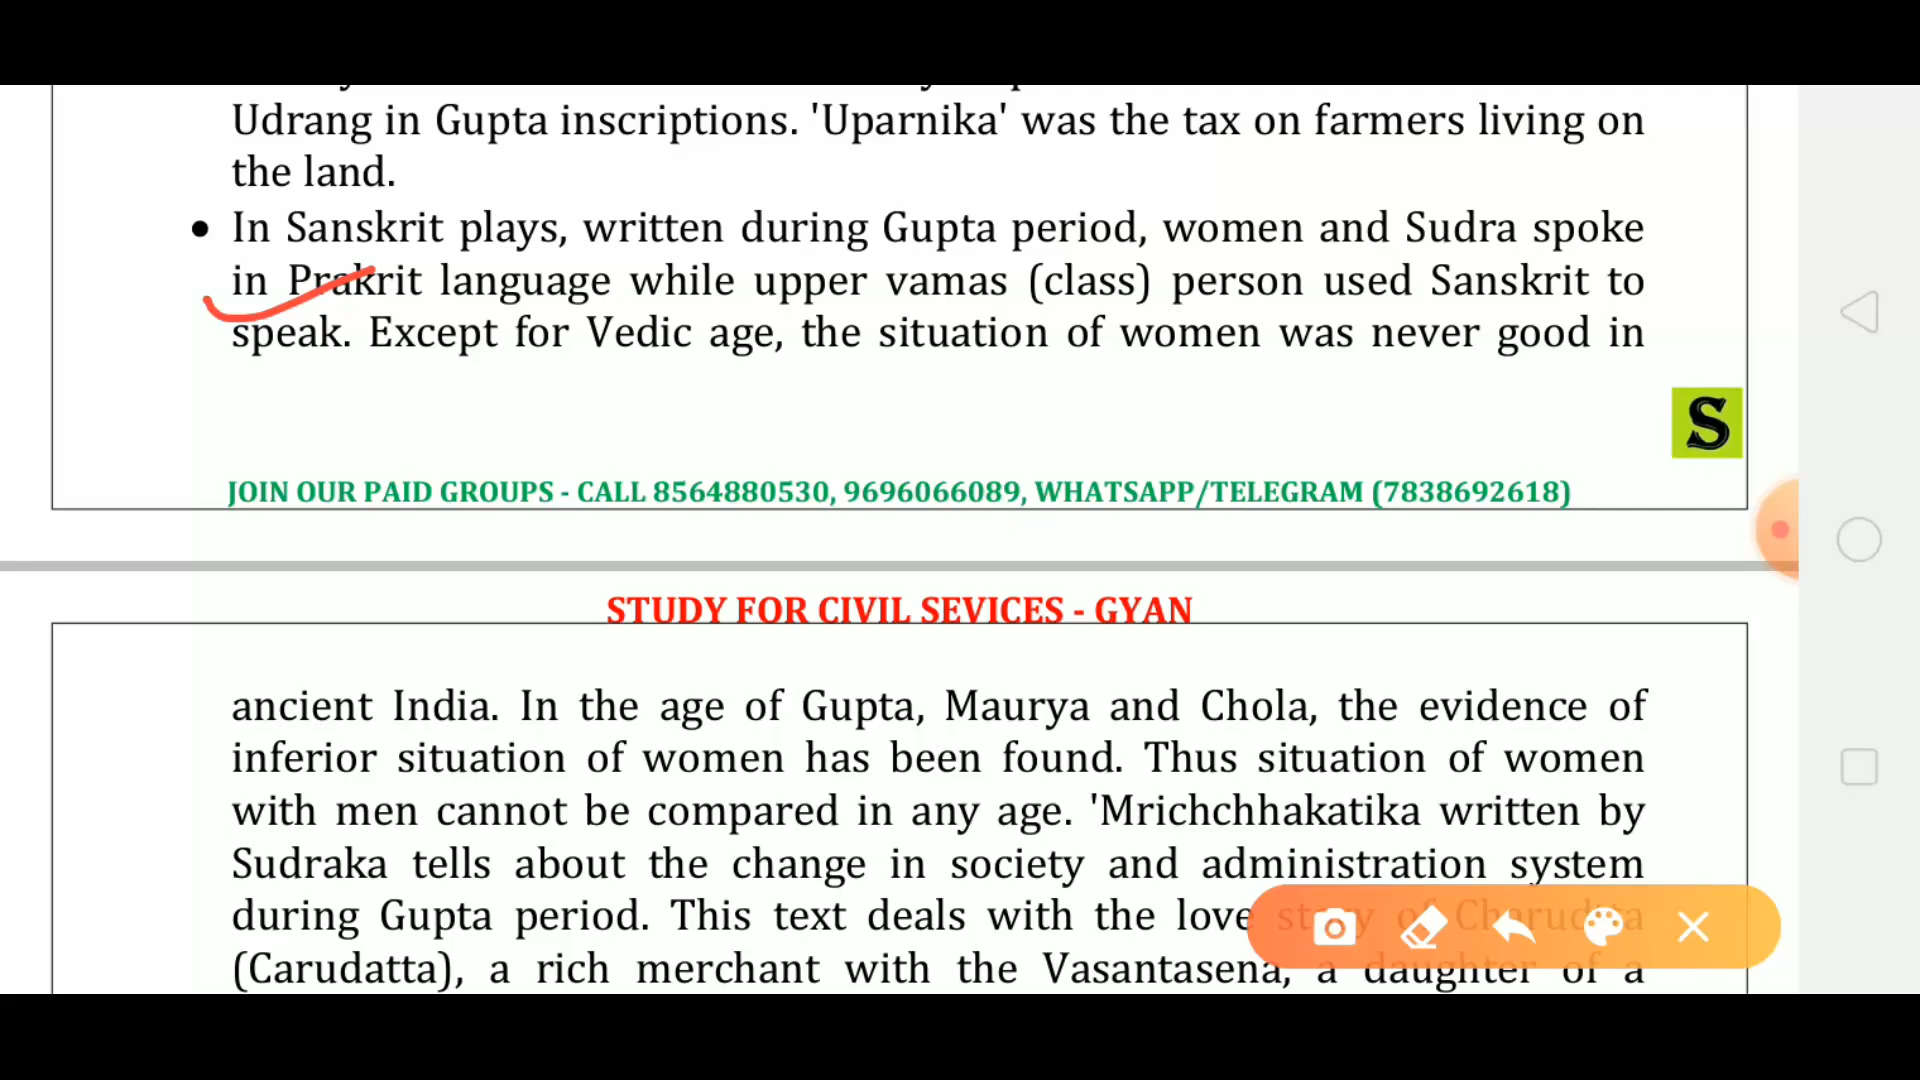 Udrang in Gupta inscriptions. 'Uparnika' was the tax on farmers living on
the land.
• In Sanskrit plays, written during Gupta period, women and Sudra spoke
in Prakrit language while upper vamas (class) person used Sanskrit to
speak. Except for Vedic age, the situation of women was never good in
S
JOIN OUR PAID GROUPS - CALL 8564880530, 9696066089, WHATSAPP/TELEGRAM (7838692618)
STUDY FOR CIVIL SEVICES - GYAN
ancient India. In the age of Gupta, Maurya and Chola, the evidence of
inferior situation of women has been found. Thus situation of women
with men cannot be compared in any age. 'Mrichchhakatika written by
Sudraka tells about the change in society and administration system
during Gupta period. This text deals with the love story of Charudtta
(Carudatta), a rich merchant with the Vasantasena, a daughter of a